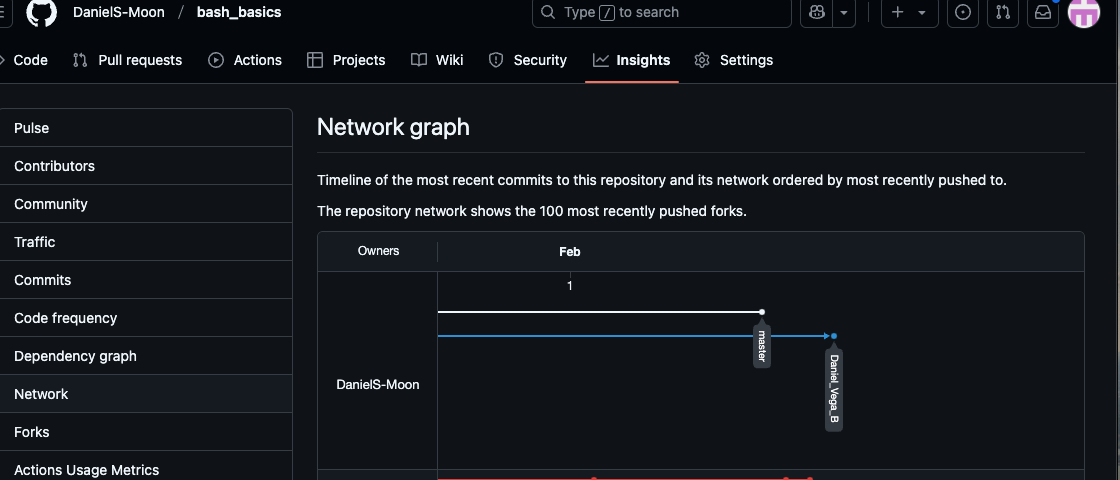 DanielS-Moon / bash_basics
Type / to search
Code Pull requests Actions Projects Wiki Security Insights Settings
Pulse
Contributors
Community
Traffic
Commits
Code frequency
Dependency graph
Network
Forks
Actions Usage Metrics
Network graph
Timeline of the most recent commits to this repository and its network ordered by most recently pushed to.
The repository network shows the 100 most recently pushed forks.
Owners Feb
1
DanielS-Moon
master
Daniel_Vega_B